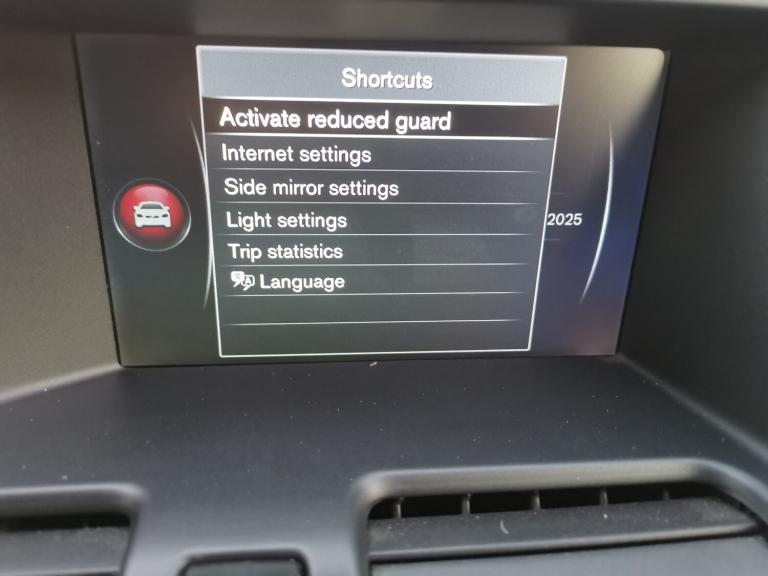 Shortcuts
Activate reduced guard
Internet settings
Side mirror settings
Light settings
2025
Trip statistics
Language